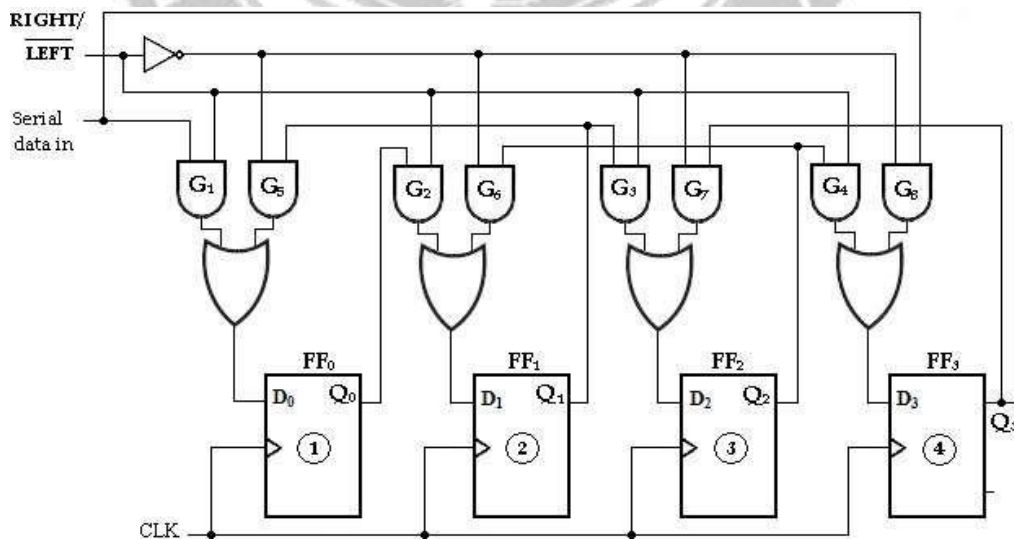 RIGHT/
LEFT
Serial
data in
G₁ G₅ G₂ G₆ G₃ G₇ G₄ G₈
FF₀ FF₁ FF₂ FF₃
D₀ Q₀ D₁ Q₁ D₂ Q₂ D₃
Q₃
1 2 3 4
CLK